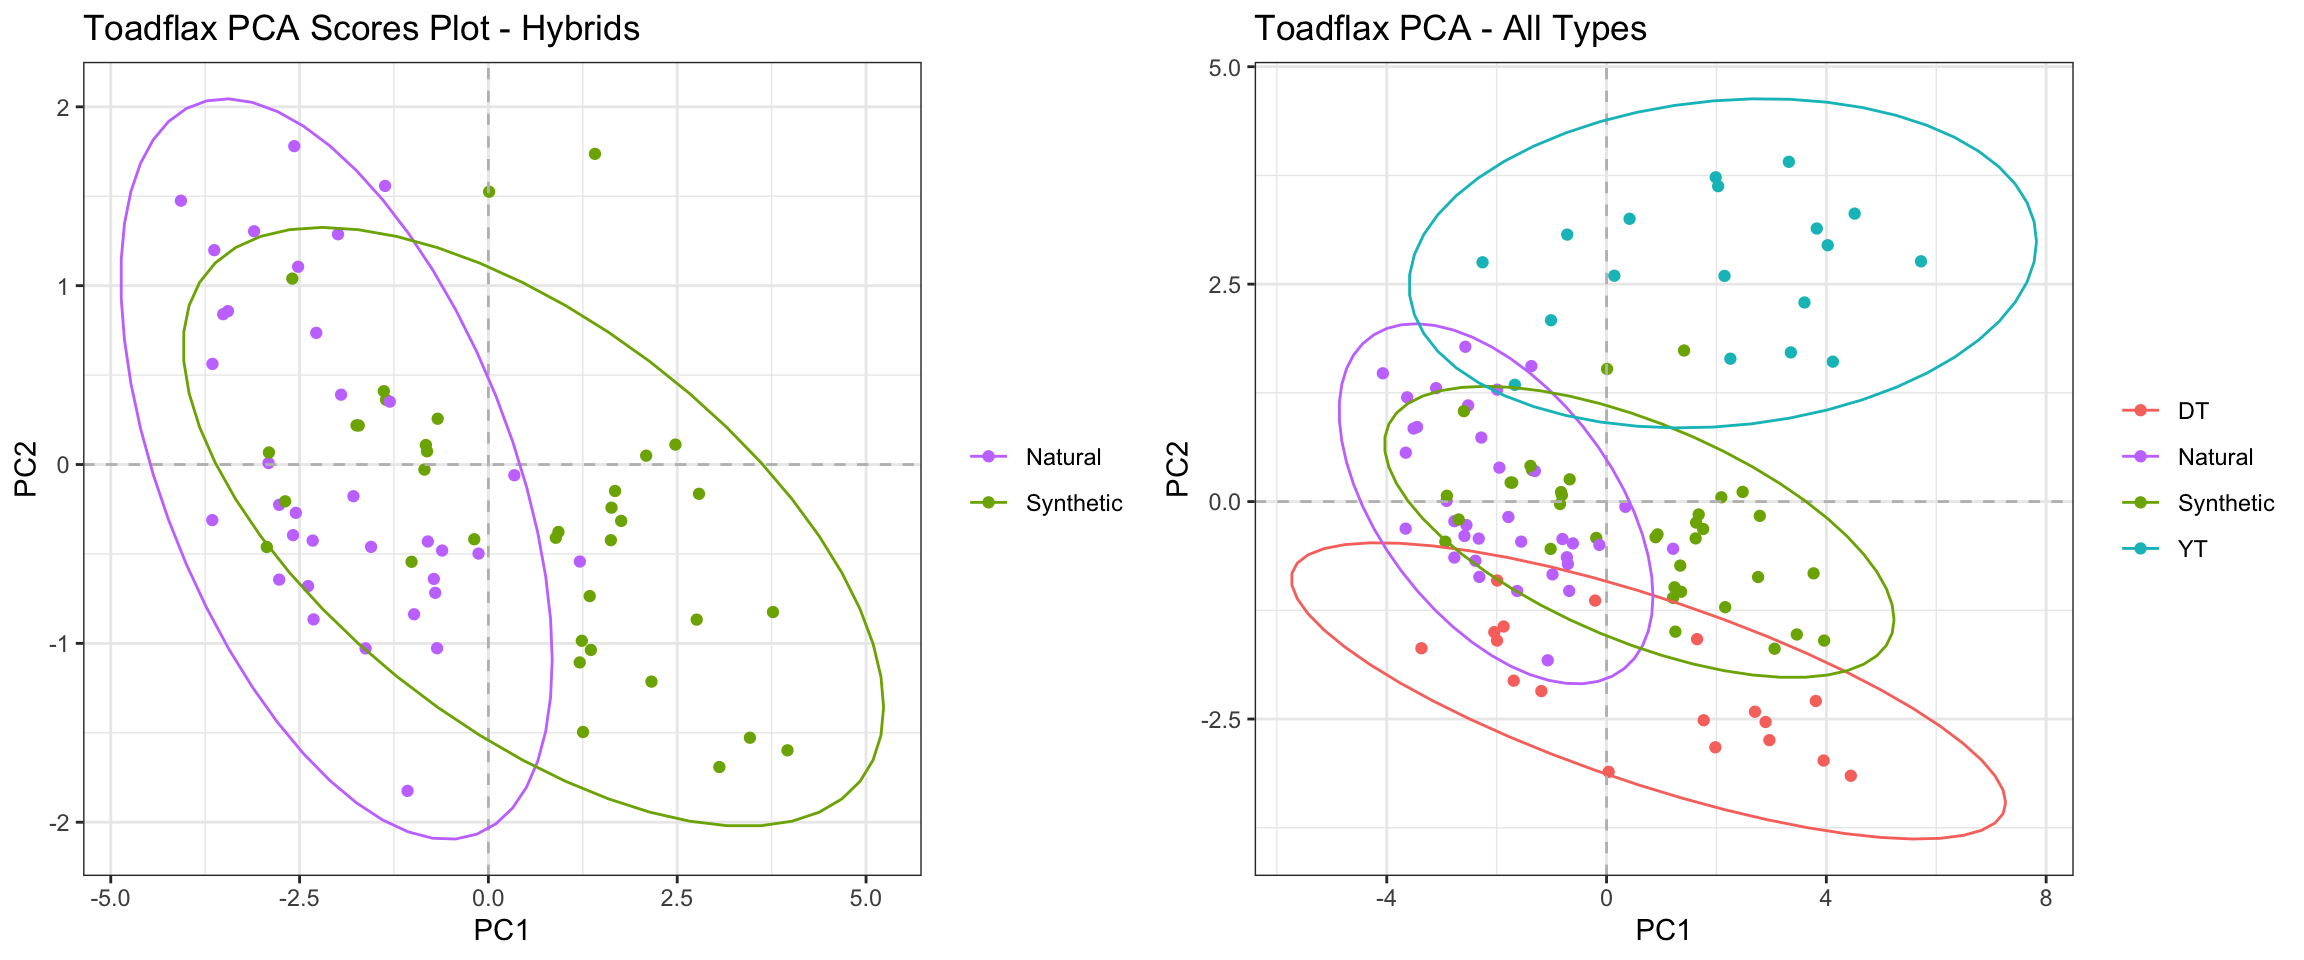 Toadflax PCA Scores Plot - Hybrids
2
1
0
-1
-2
PC2
-5.0
-2.5
0.0
2.5
5.0
PC1
Natural
Synthetic
Toadflax PCA - All Types
5.0
2.5
0.0
-2.5
PC2
-4
0
4
8
PC1
DT
Natural
Synthetic
YT